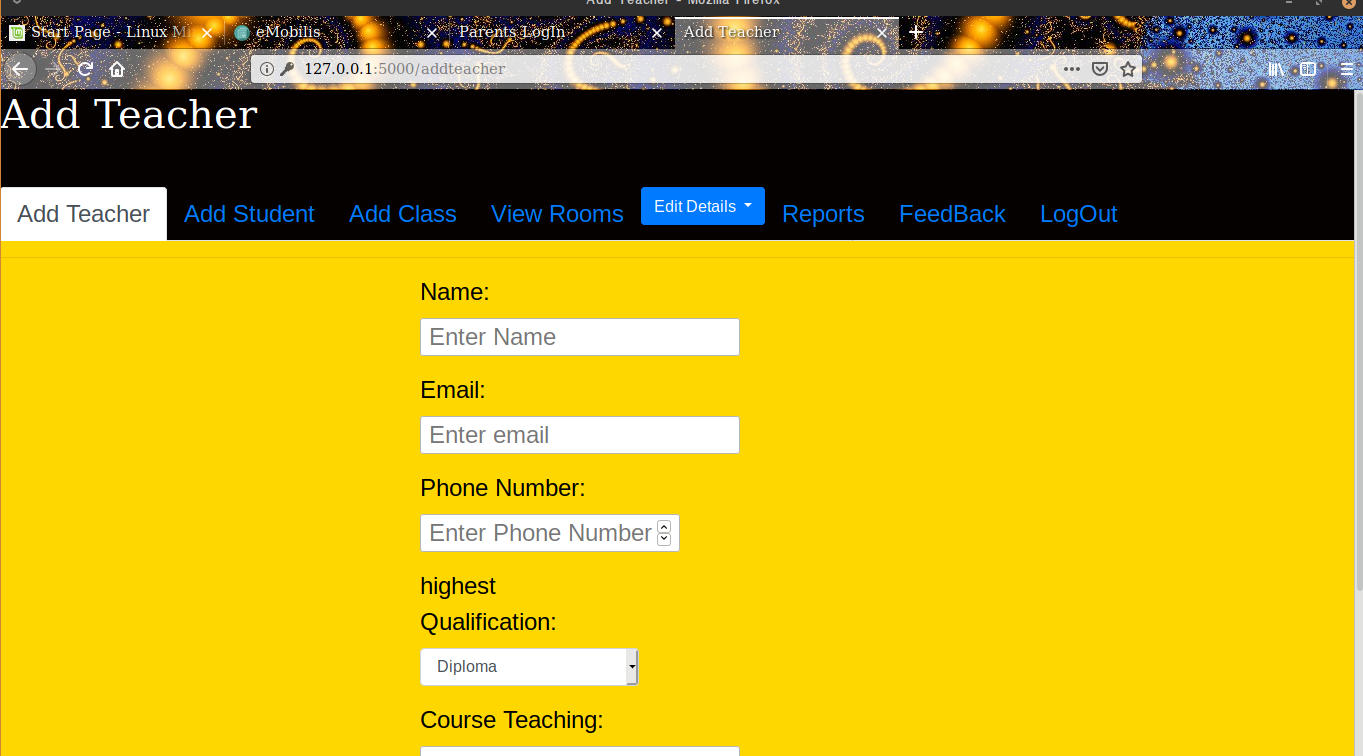 Add Teacher - Mozilla Firefox
Start Page - Linux Mi
eMobilis
Parents LogIn
Add Teacher
127.0.0.1:5000/addteacher
Add Teacher
Add Teacher Add Student Add Class View Rooms Edit Details Reports FeedBack LogOut
Name:
Enter Name
Email:
Enter email
Phone Number:
Enter Phone Number
highest
Qualification:
Diploma
Course Teaching: